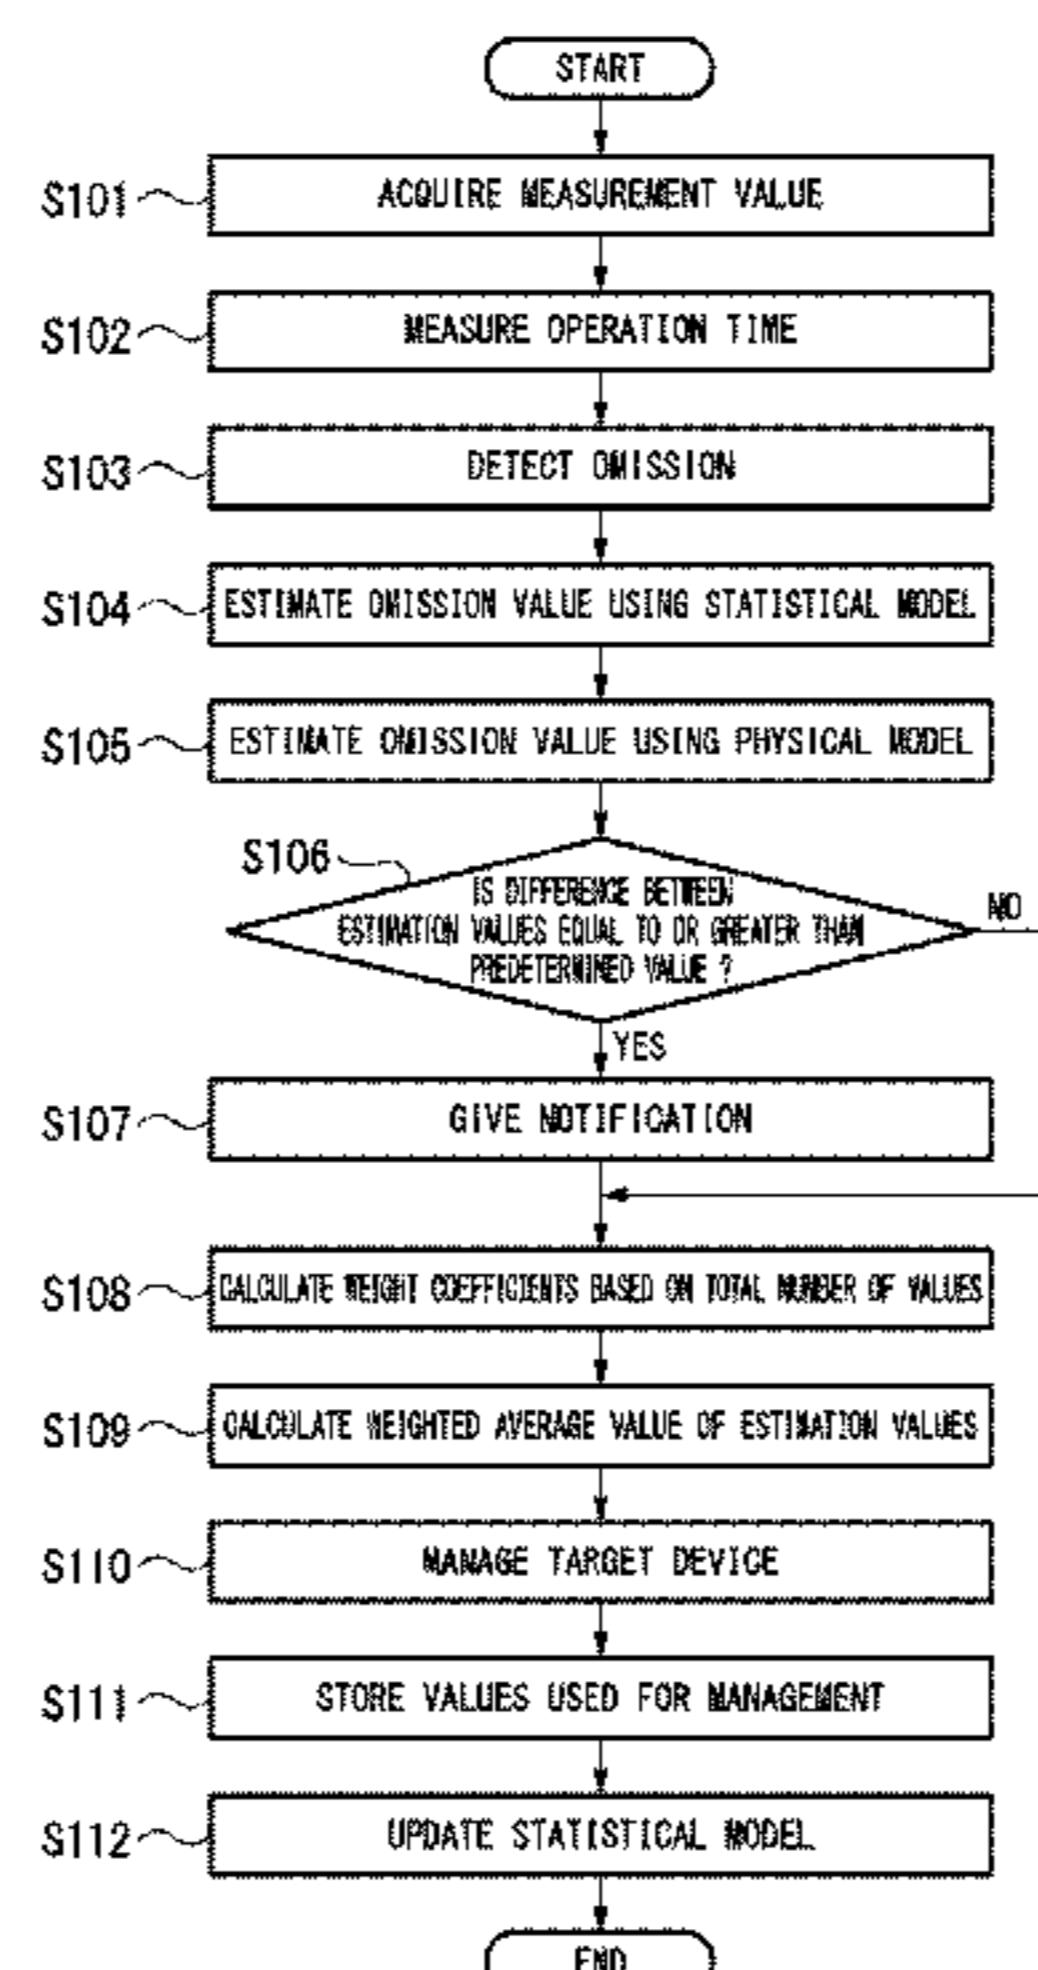 START
S101 ACQUIRE MEASUREMENT VALUE
S102 MEASURE OPERATION TIME
S103 DETECT OMISSION
S104 ESTIMATE OMISSION VALUE USING STATISTICAL MODEL
S105 ESTIMATE OMISSION VALUE USING PHYSICAL MODEL
S106
IS DIFFERENCE BETWEEN
ESTIMATION VALUES EQUAL TO OR GREATER THAN
PREDETERMINED VALUE ?
NO
YES
S107 GIVE NOTIFICATION
S108 CALCULATE WEIGHT COEFFICIENTS BASED ON TOTAL NUMBER OF VALUES
S109 CALCULATE WEIGHTED AVERAGE VALUE OF ESTIMATION VALUES
S110 MANAGE TARGET DEVICE
S111 STORE VALUES USED FOR MANAGEMENT
S112 UPDATE STATISTICAL MODEL
END